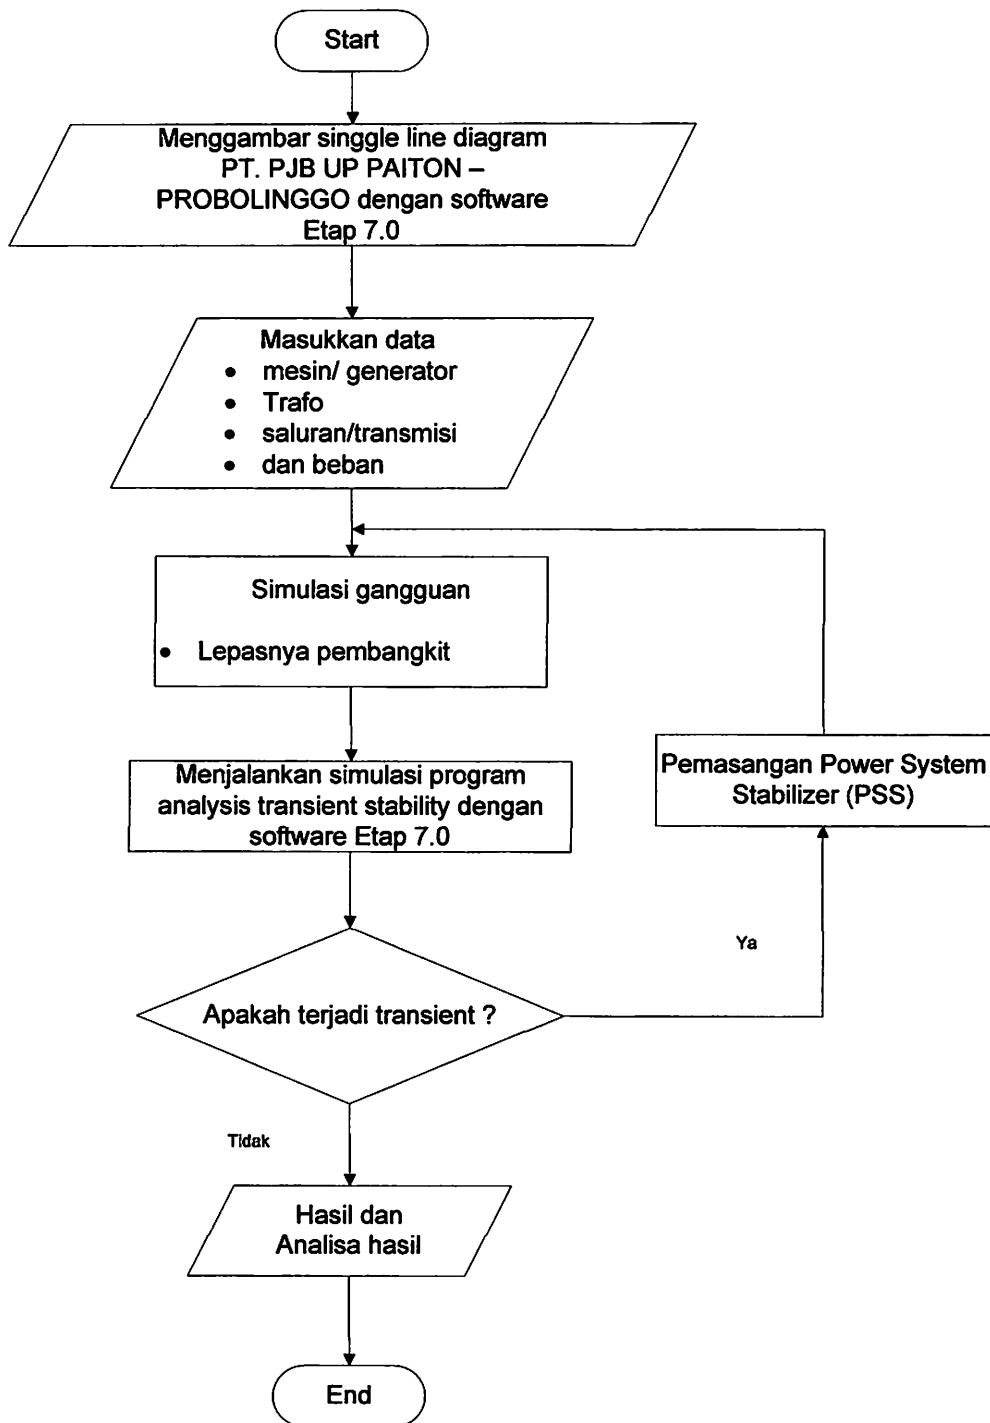 Start
Menggambar singgle line diagram
PT. PJB UP PAITON –
PROBOLINGGO dengan software
Etap 7.0
Masukkan data
• mesin/ generator
• Trafo
• saluran/transmisi
• dan beban
Simulasi gangguan
• Lepasnya pembangkit
Menjalankan simulasi program
analysis transient stability dengan
software Etap 7.0
Pemasangan Power System
Stabilizer (PSS)
Ya
Apakah terjadi transient ?
Tidak
Hasil dan
Analisa hasil
End